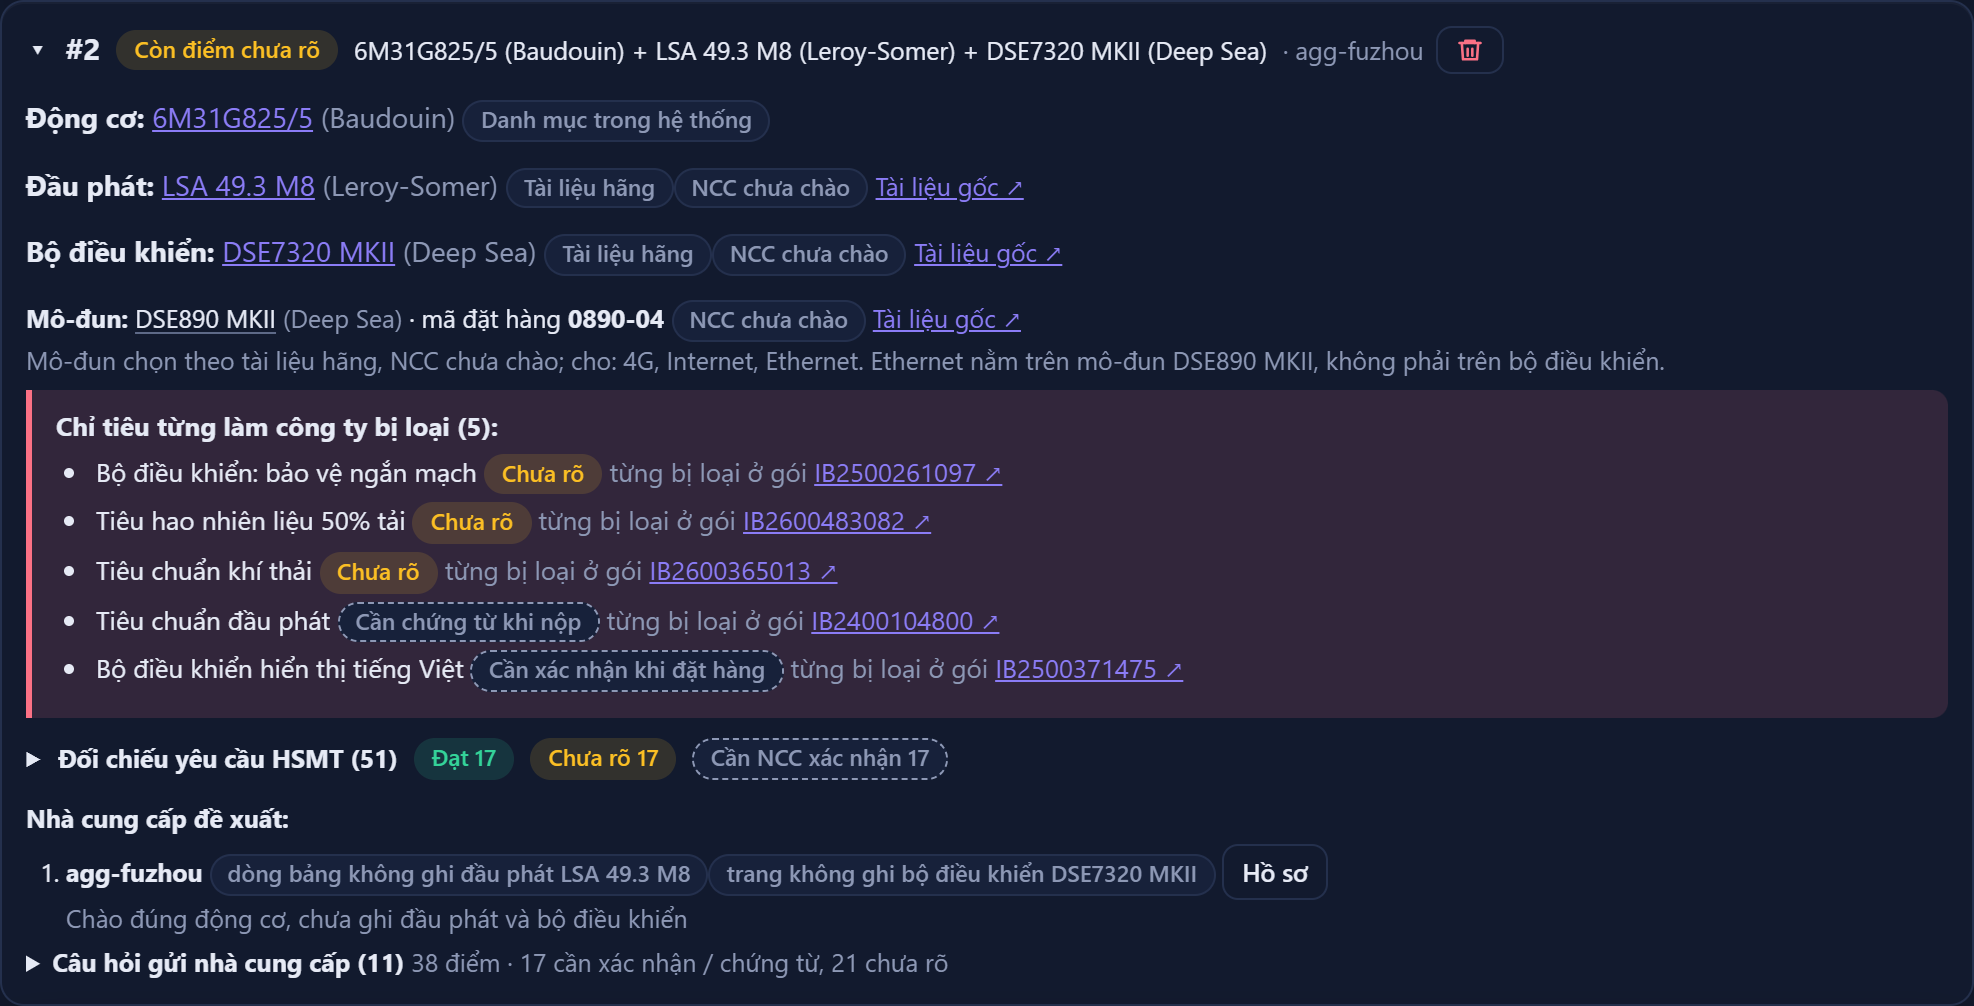 ▼ #2 Còn điểm chưa rõ 6M31G825/5 (Baudouin) + LSA 49.3 M8 (Leroy-Somer) + DSE7320 MKII (Deep Sea) · agg-fuzhou
Động cơ: 6M31G825/5 (Baudouin) Danh mục trong hệ thống
Đầu phát: LSA 49.3 M8 (Leroy-Somer) Tài liệu hãng NCC chưa chào Tài liệu gốc ↗
Bộ điều khiển: DSE7320 MKII (Deep Sea) Tài liệu hãng NCC chưa chào Tài liệu gốc ↗
Mô-đun: DSE890 MKII (Deep Sea) · mã đặt hàng 0890-04 NCC chưa chào Tài liệu gốc ↗
Mô-đun chọn theo tài liệu hãng, NCC chưa chào; cho: 4G, Internet, Ethernet. Ethernet nằm trên mô-đun DSE890 MKII, không phải trên bộ điều khiển.
Chỉ tiêu từng làm công ty bị loại (5):
• Bộ điều khiển: bảo vệ ngắn mạch Chưa rõ từng bị loại ở gói IB2500261097 ↗
• Tiêu hao nhiên liệu 50% tải Chưa rõ từng bị loại ở gói IB2600483082 ↗
• Tiêu chuẩn khí thải Chưa rõ từng bị loại ở gói IB2600365013 ↗
• Tiêu chuẩn đầu phát Cần chứng từ khi nộp từng bị loại ở gói IB2400104800 ↗
• Bộ điều khiển hiển thị tiếng Việt Cần xác nhận khi đặt hàng từng bị loại ở gói IB2500371475 ↗
▶ Đối chiếu yêu cầu HSMT (51) Đạt 17 Chưa rõ 17 Cần NCC xác nhận 17
Nhà cung cấp đề xuất:
1. agg-fuzhou dòng bảng không ghi đầu phát LSA 49.3 M8 trang không ghi bộ điều khiển DSE7320 MKII Hồ sơ
Chào đúng động cơ, chưa ghi đầu phát và bộ điều khiển
▶ Câu hỏi gửi nhà cung cấp (11) 38 điểm · 17 cần xác nhận / chứng từ, 21 chưa rõ